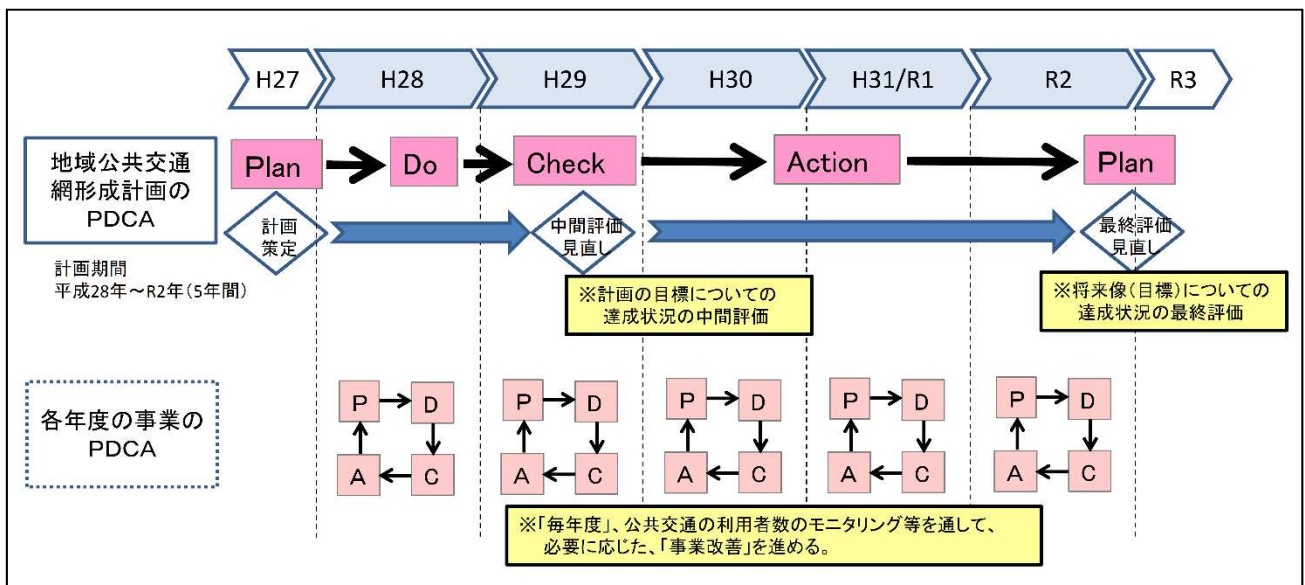 H27
H28
H29
H30
H31/R1
R2
R3
地域公共交通
網形成計画の
PDCA
Plan
Do
Check
Action
Plan
計画
策定
中間評価
見直し
最終評価
見直し
計画期間
平成28年～R2年(5年間)
※計画の目標についての
達成状況の中間評価
※将来像(目標)についての
達成状況の最終評価
各年度の事業の
PDCA
P
D
A
C
P
D
A
C
P
D
A
C
P
D
A
C
P
D
A
C
※「毎年度」、公共交通の利用者数のモニタリング等を通して、
必要に応じた、「事業改善」を進める。